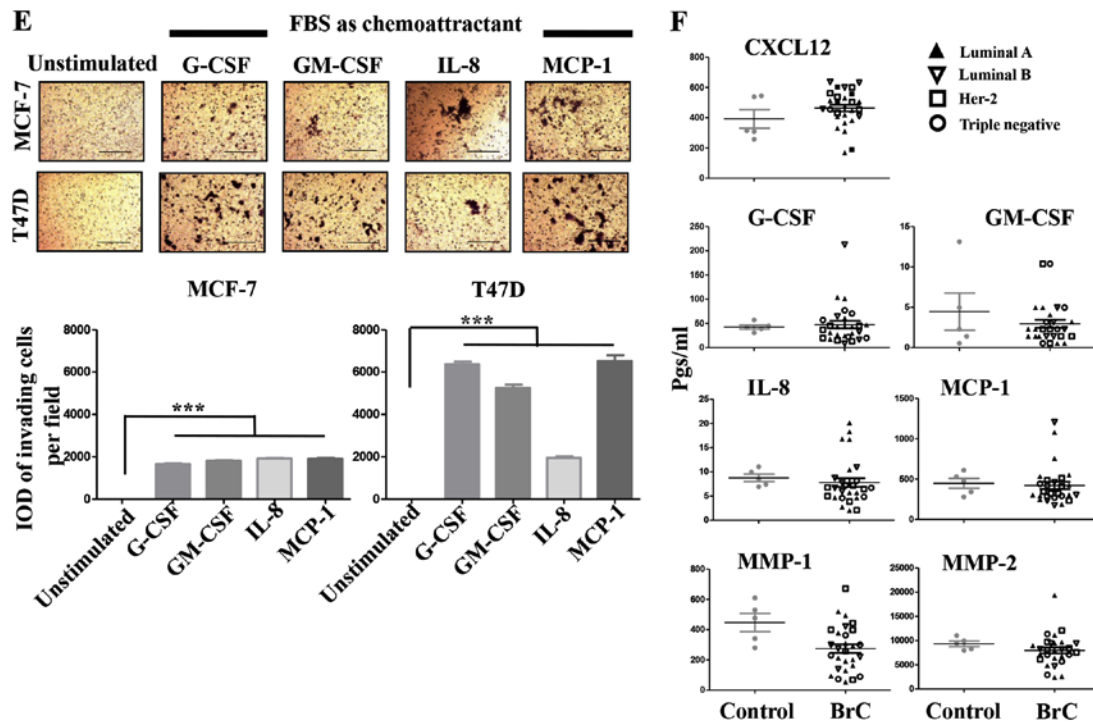 E
FBS as chemoattractant
Unstimulated G-CSF GM-CSF IL-8 MCP-1
MCF-7
T47D
MCF-7
T47D
IOD of invading cells
per field
8000
6000
4000
2000
0
***
Unstimulated
G-CSF
GM-CSF
IL-8
MCP-1
8000
6000
4000
2000
0
***
Unstimulated
G-CSF
GM-CSF
IL-8
MCP-1
F
CXCL12
800
600
400
200
0
Luminal A
Luminal B
Her-2
Triple negative
Pgs/ml
G-CSF
250
200
150
100
50
0
GM-CSF
15
10
5
0
IL-8
25
20
15
10
5
0
MCP-1
1500
1000
500
0
MMP-1
800
600
400
200
0
Control BrC
MMP-2
25000
20000
15000
10000
5000
0
Control BrC